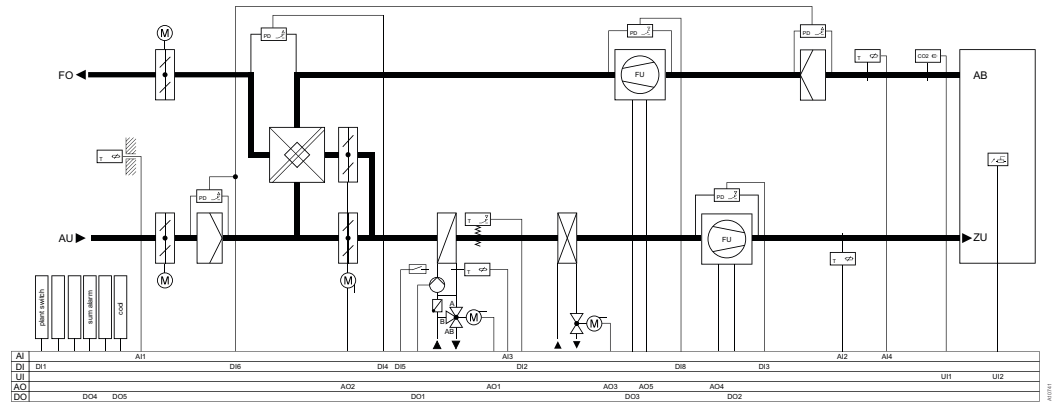 M
PD
PD
PD
T
CO2
FO
AB
FU
T
PD
PD
T
AU
FU
ZU
M
M
T
T
plant switch
sum alarm
cod
A
B
M
AB
M
AI AI1 AI3 AI2 AI4
DI DI1 DI6 DI4 DI5 DI2 DI8 DI3
UI UI1 UI2
AO AO2 AO1 AO3 AO5 AO4
DO DO4 DO5 DO1 DO3 DO2